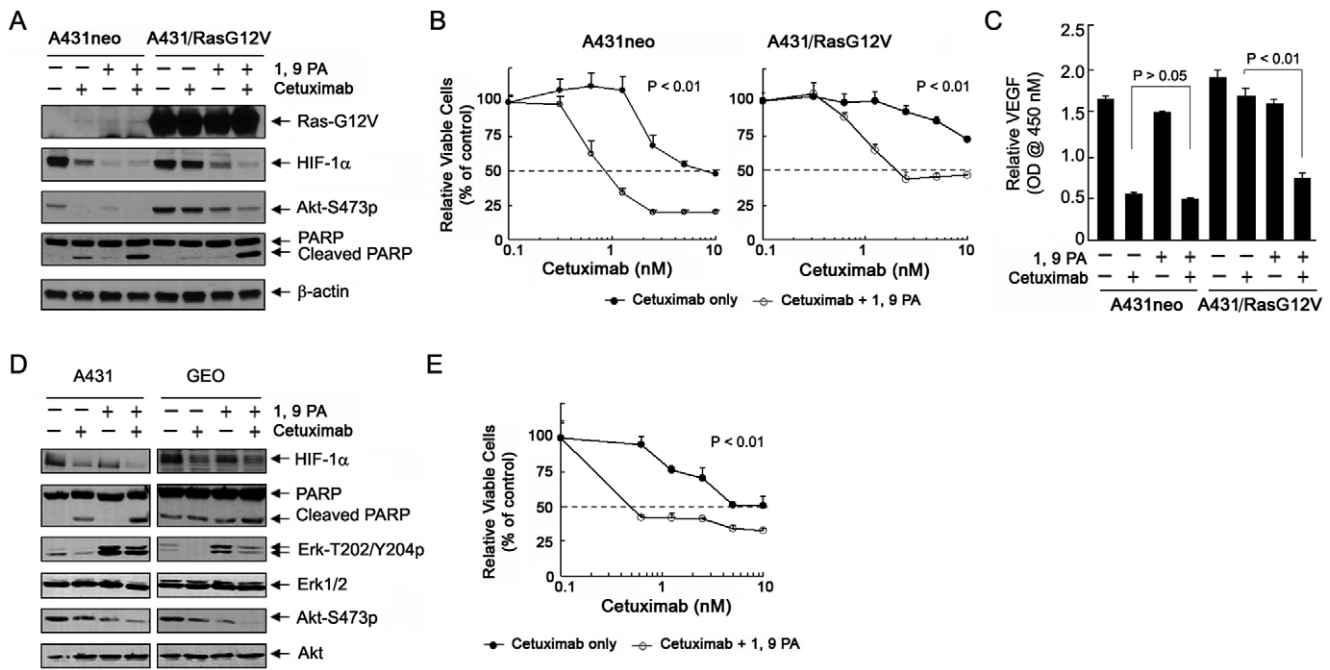 A
A431neo A431/RasG12V
– – + + – – + + 1, 9 PA
– + – + – + – + Cetuximab
Ras-G12V
HIF-1α
Akt-S473p
PARP
Cleaved PARP
β-actin
B
A431neo
Relative Viable Cells
(% of control)
100
75
50
25
0
0.1 1 10
P < 0.01
Cetuximab (nM)
A431/RasG12V
100
75
50
25
0
0.1 1 10
P < 0.01
Cetuximab (nM)
Cetuximab only Cetuximab + 1, 9 PA
C
Relative VEGF
(OD @ 450 nM)
2.0
1.5
1.0
0.5
0
P > 0.05
P < 0.01
1, 9 PA – – + + – – + +
Cetuximab – + – + – + – +
A431neo A431/RasG12V
D
A431 GEO
– – + + – – + + 1, 9 PA
– + – + – + – + Cetuximab
HIF-1α
PARP
Cleaved PARP
Erk-T202/Y204p
Erk1/2
Akt-S473p
Akt
E
Relative Viable Cells
(% of control)
100
75
50
25
0
0.1 1 10
P < 0.01
Cetuximab (nM)
Cetuximab only Cetuximab + 1, 9 PA